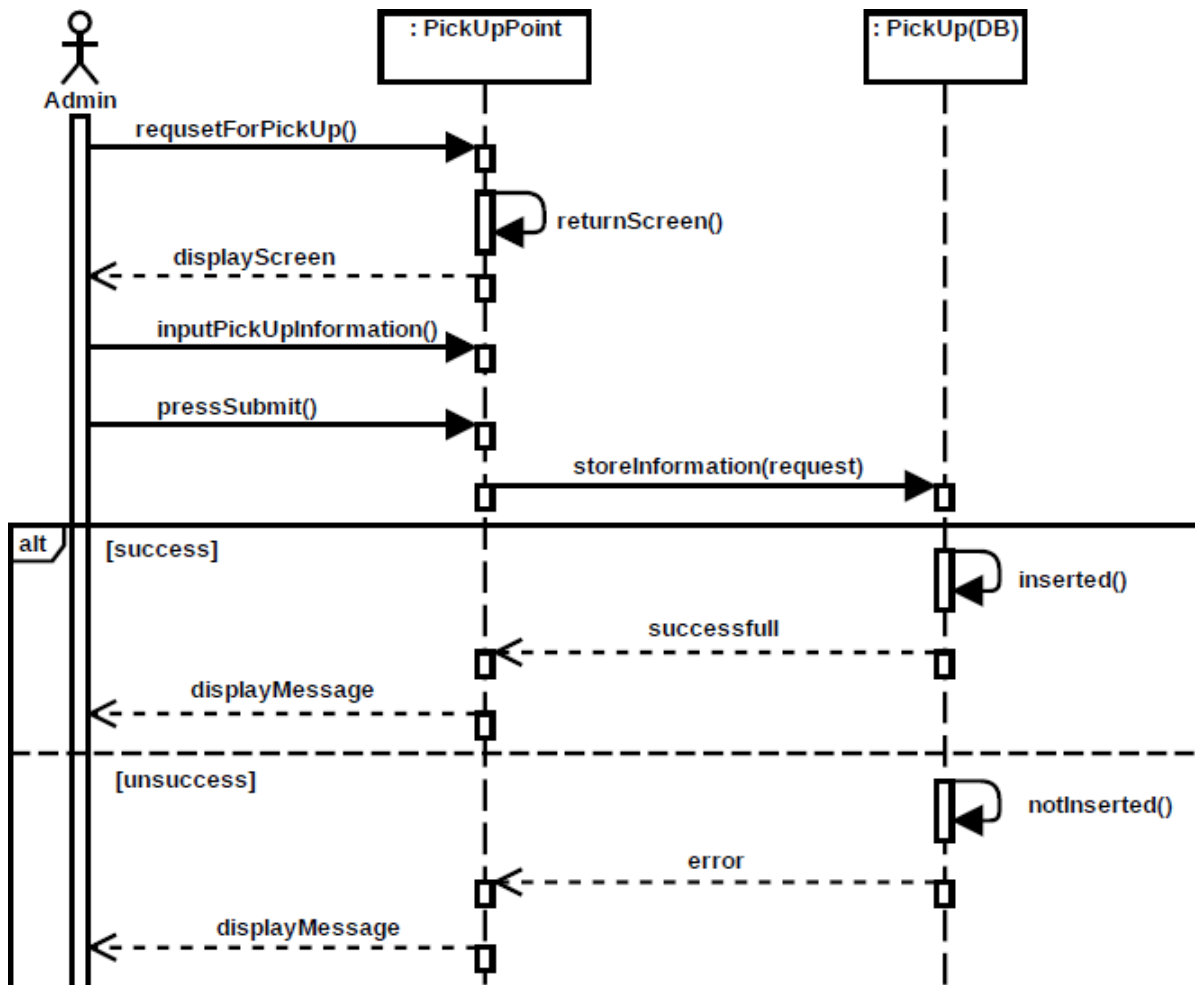 : PickUpPoint
: PickUp(DB)
Admin
requsetForPickUp()
returnScreen()
displayScreen
inputPickUpInformation()
pressSubmit()
storeInformation(request)
alt
[success]
inserted()
successfull
displayMessage
[unsuccess]
notInserted()
error
displayMessage